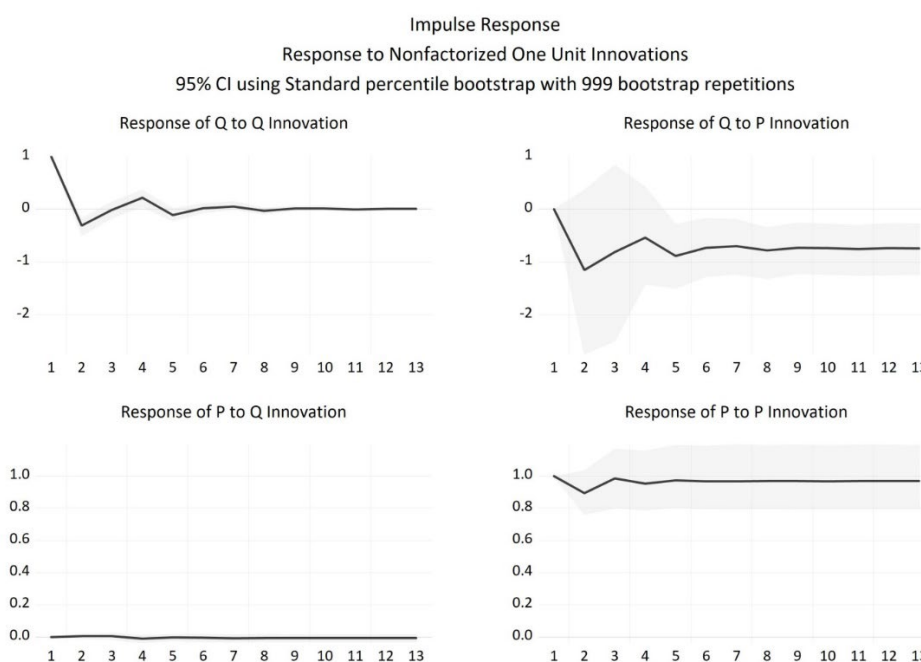 Impulse Response
Response to Nonfactorized One Unit Innovations
95% CI using Standard percentile bootstrap with 999 bootstrap repetitions
Response of Q to Q Innovation
1
0
-1
-2
1 2 3 4 5 6 7 8 9 10 11 12 13
Response of Q to P Innovation
1
0
-1
-2
1 2 3 4 5 6 7 8 9 10 11 12 13
Response of P to Q Innovation
1.0
0.8
0.6
0.4
0.2
0.0
1 2 3 4 5 6 7 8 9 10 11 12 13
Response of P to P Innovation
1.0
0.8
0.6
0.4
0.2
0.0
1 2 3 4 5 6 7 8 9 10 11 12 13